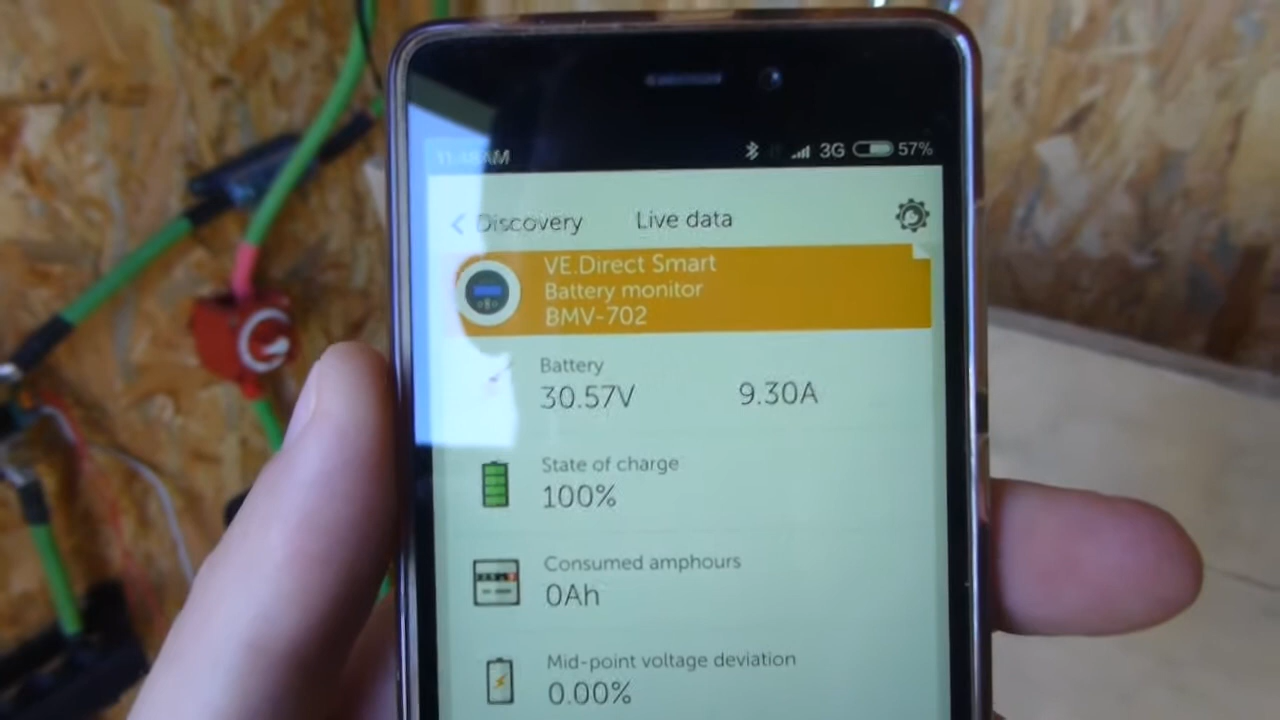 3G 57%
Discovery Live data
VE.Direct Smart
Battery monitor
BMV-702
Battery
30.57V 9.30A
State of charge
100%
Consumed amphours
0Ah
Mid-point voltage deviation
0.00%